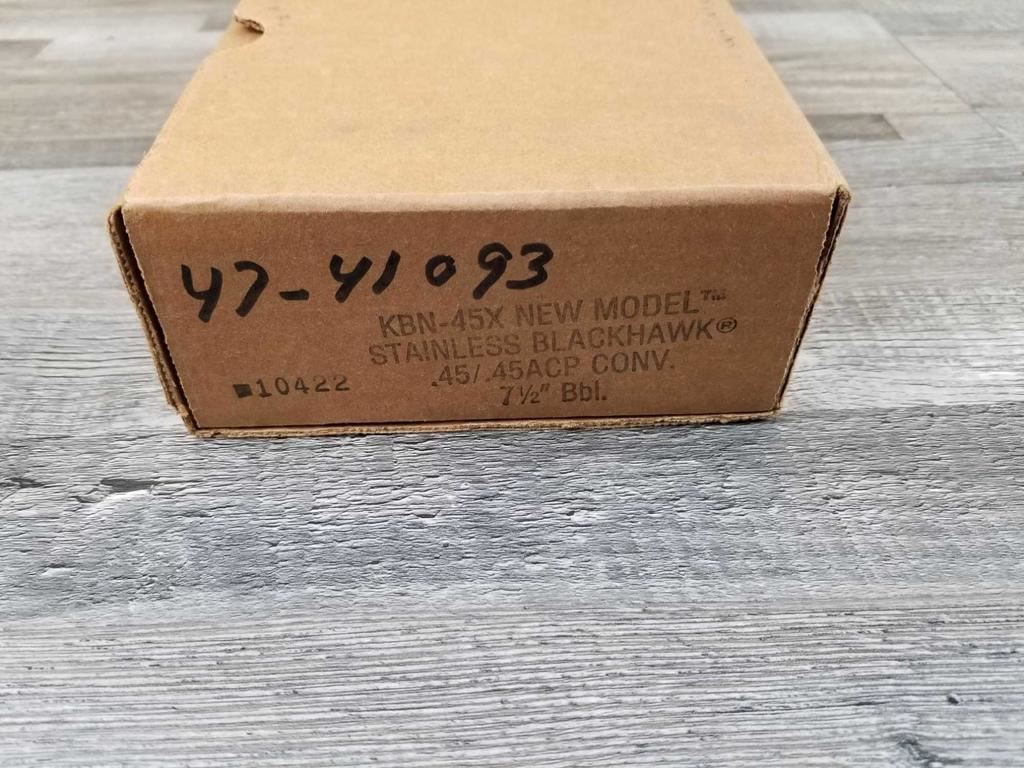 47-41093
KBN-45X NEW MODEL™
STAINLESS BLACKHAWK®
.45/.45ACP CONV.
7½" Bbl.
■10422